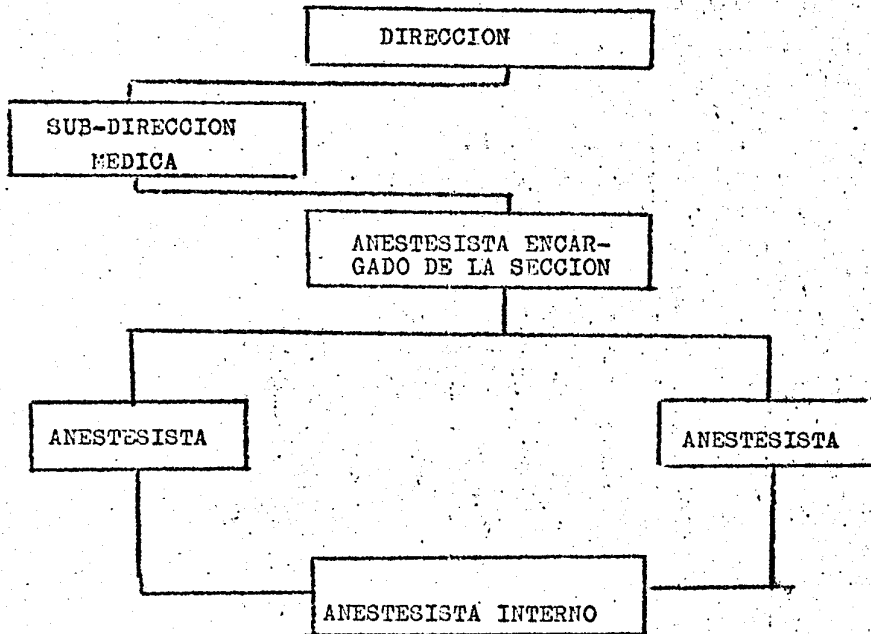 DIRECCION
SUB-DIRECCION
MEDICA
ANESTESISTA ENCAR-
GADO DE LA SECCION
ANESTESISTA
ANESTESISTA
ANESTESISTA INTERNO